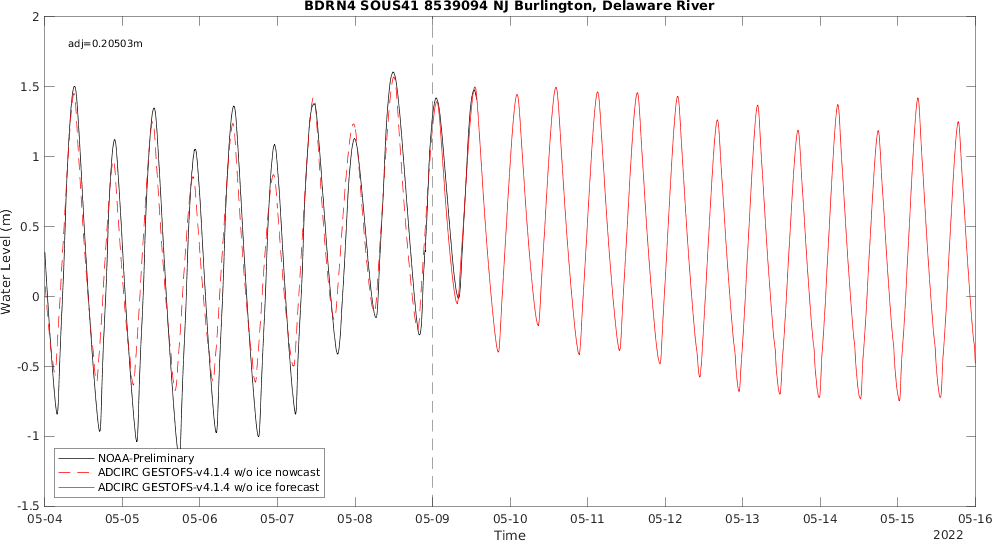 BDRN4 SOUS41 8539094 NJ Burlington, Delaware River
adj=0.20503m
2
1.5
1
0.5
0
-0.5
-1
-1.5
Water Level (m)
NOAA-Preliminary
ADCIRC GESTOFS-v4.1.4 w/o ice nowcast
ADCIRC GESTOFS-v4.1.4 w/o ice forecast
05-04 05-05 05-06 05-07 05-08 05-09 05-10 05-11 05-12 05-13 05-14 05-15 05-16
Time
2022